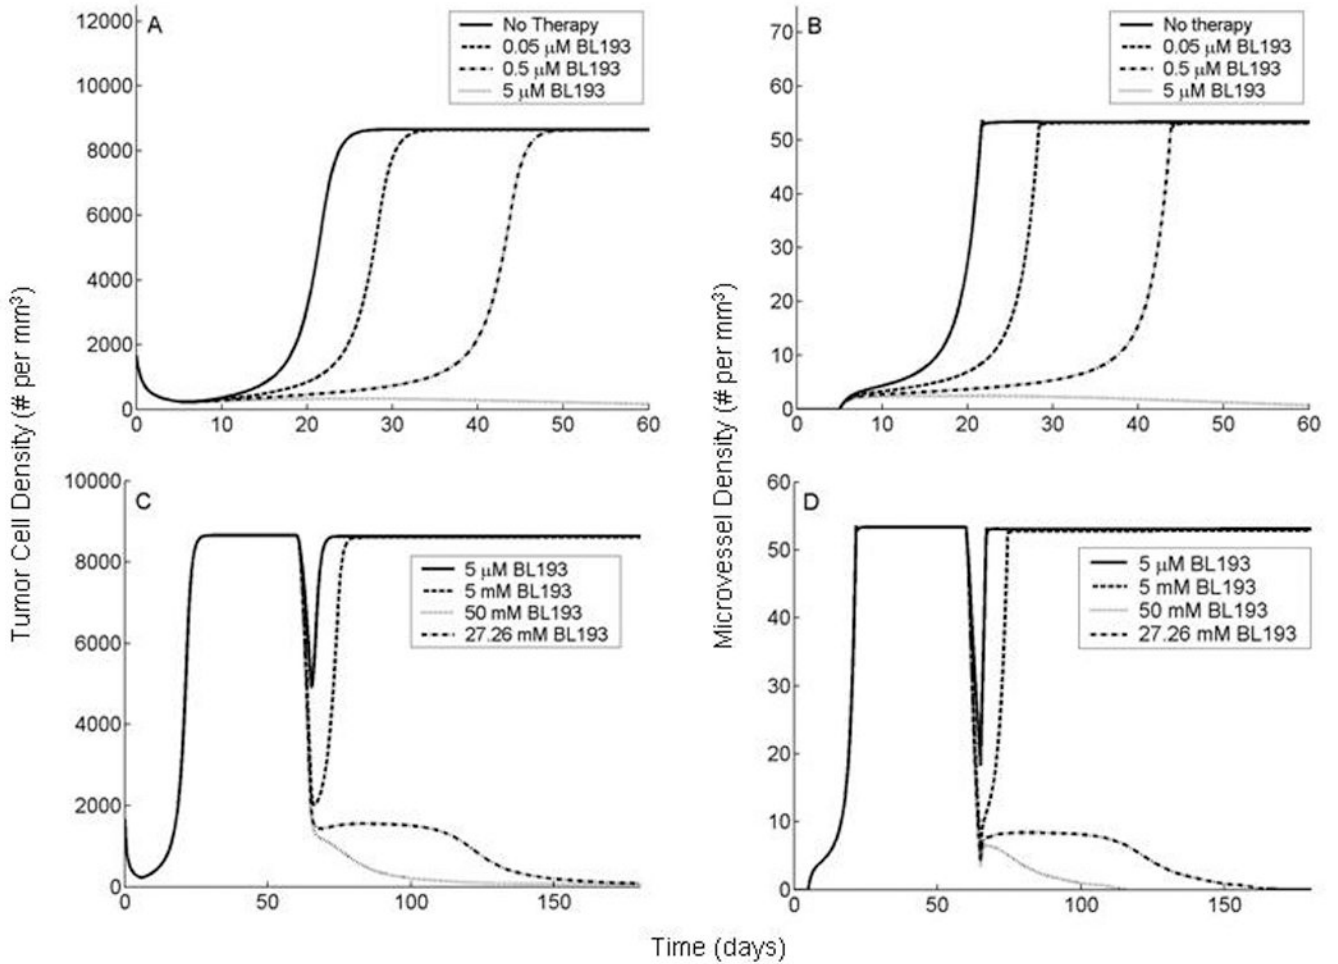 A
12000
10000
8000
6000
4000
2000
0
0 10 20 30 40 50 60
No Therapy
0.05 μM BL193
0.5 μM BL193
5 μM BL193
B
70
60
50
40
30
20
10
0
0 10 20 30 40 50 60
No therapy
0.05 μM BL193
0.5 μM BL193
5 μM BL193
Tumor Cell Density (# per mm³)
Microvessel Density (# per mm³)
C
10000
8000
6000
4000
2000
0
0 50 100 150
5 μM BL193
5 mM BL193
50 mM BL193
27.26 mM BL193
D
60
50
40
30
20
10
0
0 50 100 150
5 μM BL193
5 mM BL193
50 mM BL193
27.26 mM BL193
Time (days)